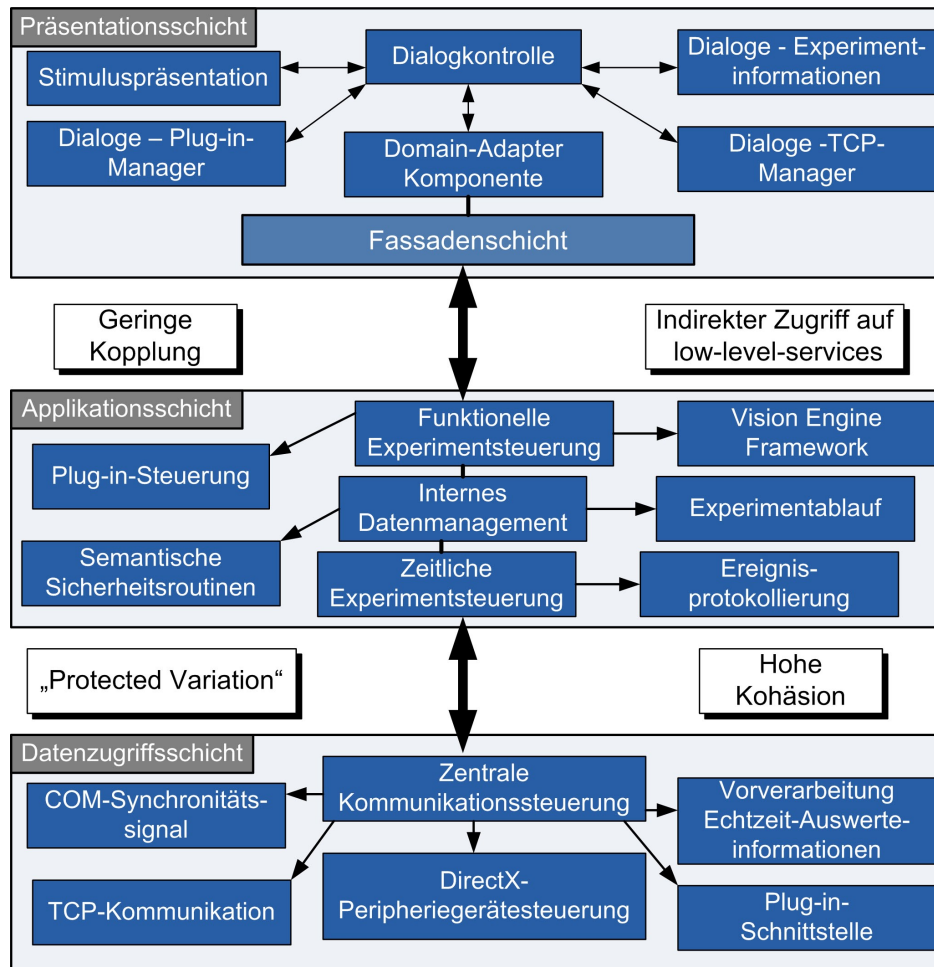 Präsentationsschicht
Stimuluspräsentation
Dialogkontrolle
Dialoge - Experiment-
informationen
Dialoge – Plug-in-
Manager
Domain-Adapter
Komponente
Dialoge -TCP-
Manager
Fassadenschicht
Geringe
Kopplung
Indirekter Zugriff auf
low-level-services
Applikationsschicht
Funktionelle
Experimentsteuerung
Vision Engine
Framework
Plug-in-Steuerung
Internes
Datenmanagement
Experimentablauf
Semantische
Sicherheitsroutinen
Zeitliche
Experimentsteuerung
Ereignis-
protokollierung
„Protected Variation“
Hohe
Kohäsion
Datenzugriffsschicht
COM-Synchronitäts-
signal
Zentrale
Kommunikationssteuerung
Vorverarbeitung
Echtzeit-Auswerte-
informationen
TCP-Kommunikation
DirectX-
Peripheriegerätesteuerung
Plug-in-
Schnittstelle